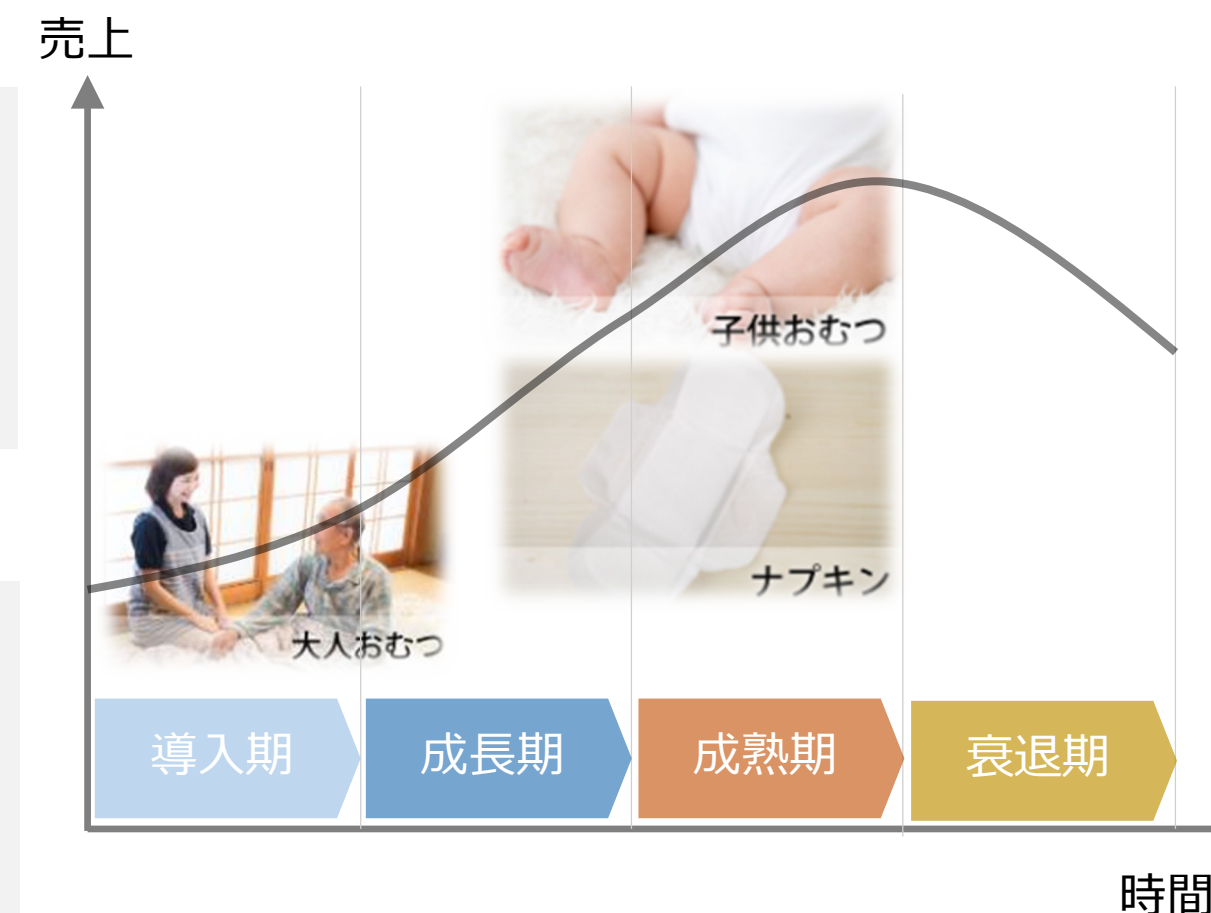 売上
子供おむつ
ナプキン
大人おむつ
導入期
成長期
成熟期
衰退期
時間